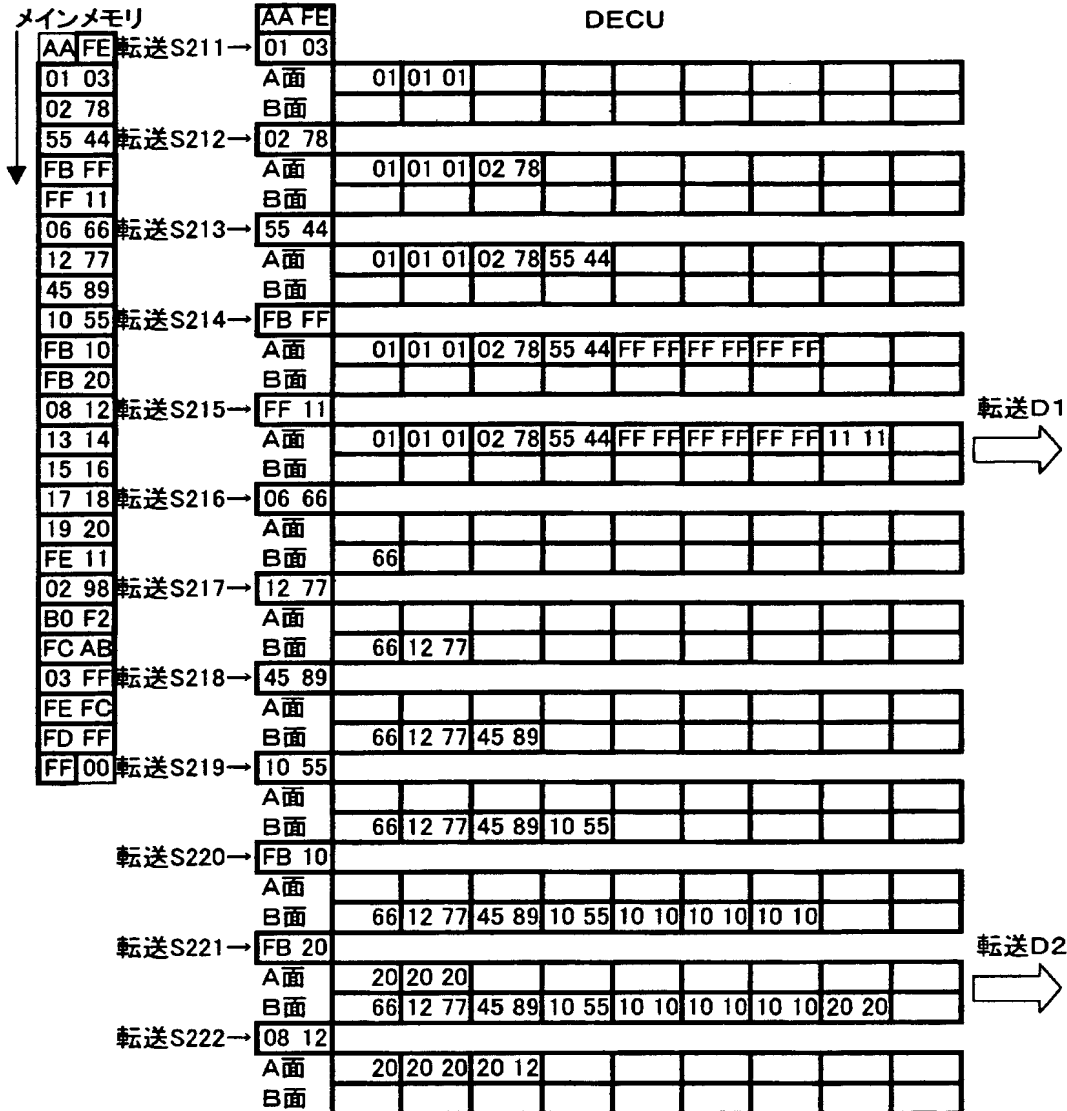 メインメモリ AA FE DECU
AA FE 転送S211→ 01 03
01 03 A面 01 01 01
02 78 B面
55 44 転送S212→ 02 78
FB FF A面 01 01 01 02 78
FF 11 B面
06 66 転送S213→ 55 44
12 77 A面 01 01 01 02 78 55 44
45 89 B面
10 55 転送S214→ FB FF
FB 10 A面 01 01 01 02 78 55 44 FF FF FF FF FF FF
FB 20 B面
08 12 転送S215→ FF 11 転送D1
13 14 A面 01 01 01 02 78 55 44 FF FF FF FF FF FF 11 11
15 16 B面
17 18 転送S216→ 06 66
19 20 A面
FE 11 B面 66
02 98 転送S217→ 12 77
B0 F2 A面
FC AB B面 66 12 77
03 FF 転送S218→ 45 89
FE FC A面
FD FF B面 66 12 77 45 89
FF 00 転送S219→ 10 55
A面
B面 66 12 77 45 89 10 55
転送S220→ FB 10
A面
B面 66 12 77 45 89 10 55 10 10 10 10 10 10
転送S221→ FB 20 転送D2
A面 20 20 20
B面 66 12 77 45 89 10 55 10 10 10 10 10 10 20 20
転送S222→ 08 12
A面 20 20 20 20 12
B面